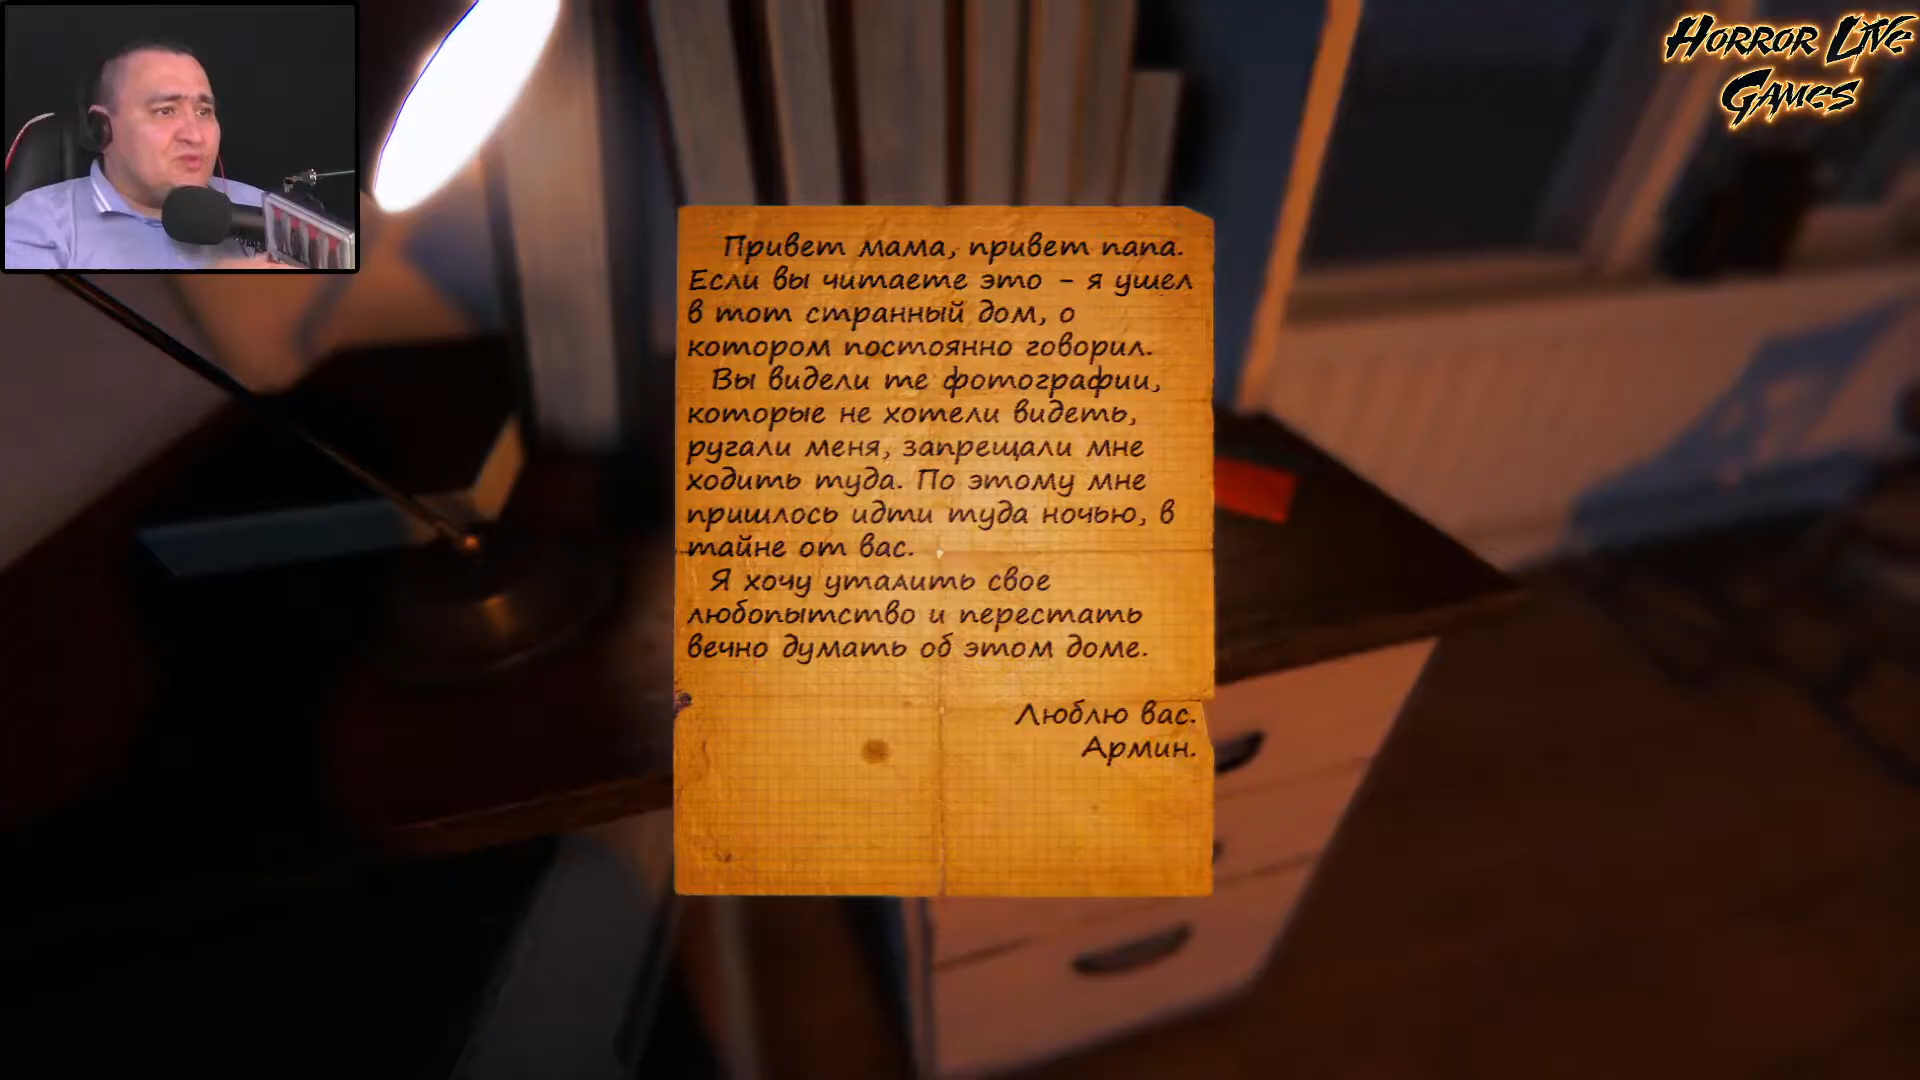 Horror Live
Games
Привет мама, привет папа.
Если вы читаете это - я ушел
в тот странный дом, о
котором постоянно говорил.
Вы видели те фотографии,
которые не хотели видеть,
ругали меня, запрещали мне
ходить туда. По этому мне
пришлось идти туда ночью, в
тайне от вас.
Я хочу уталить свое
любопытство и перестать
вечно думать об этом доме.
Люблю вас.
Армин.